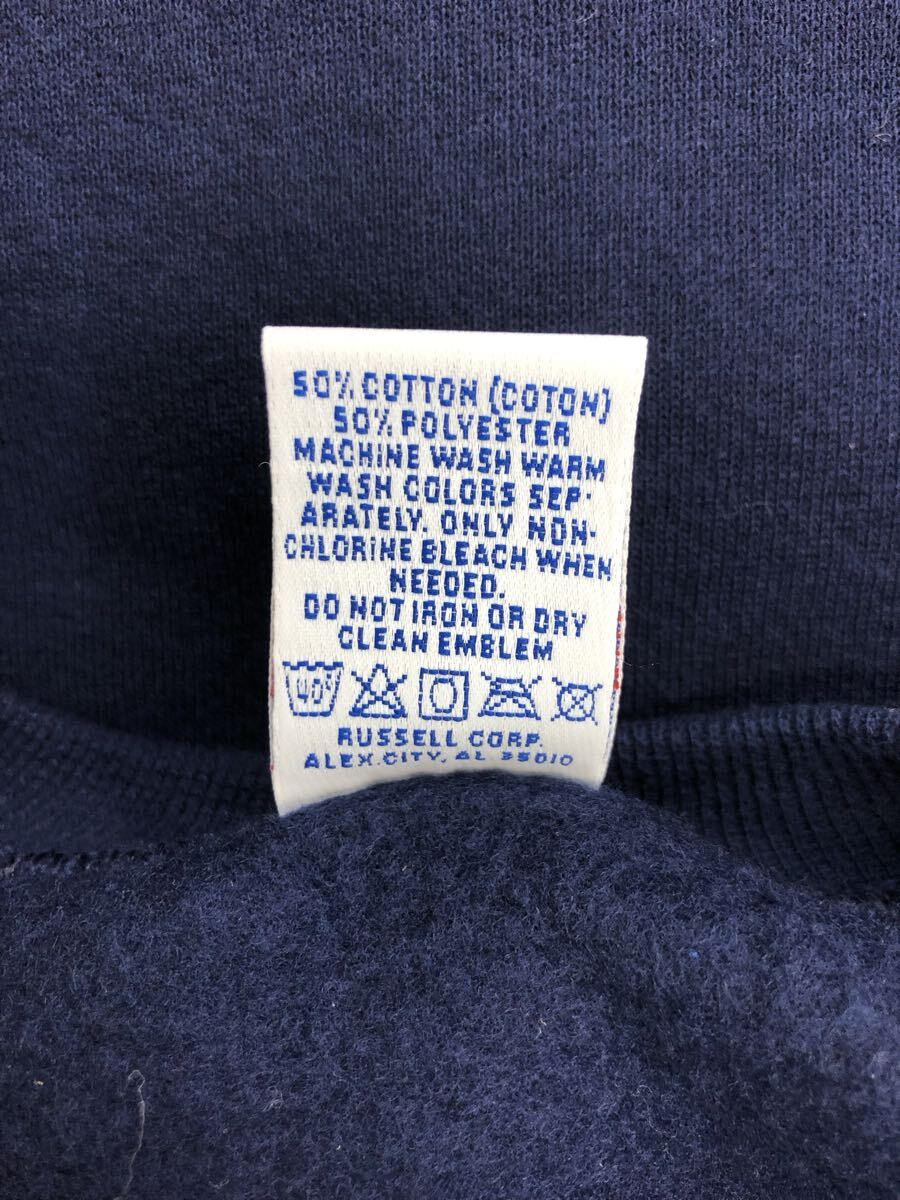 50% COTTON (COTON)
50% POLYESTER
MACHINE WASH WARM
WASH COLORS SEP-
ARATELY. ONLY NON-
CHLORINE BLEACH WHEN
NEEDED.
DO NOT IRON OR DRY
CLEAN EMBLEM
40°
RUSSELL CORP.
ALEX.CITY, AL 35010